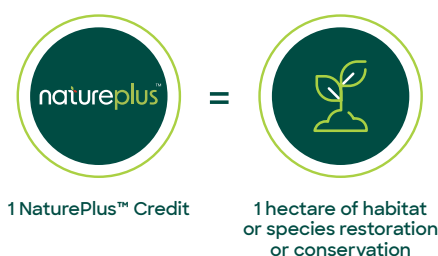 natureplus™
=
1 NaturePlus™ Credit
1 hectare of habitat
or species restoration
or conservation